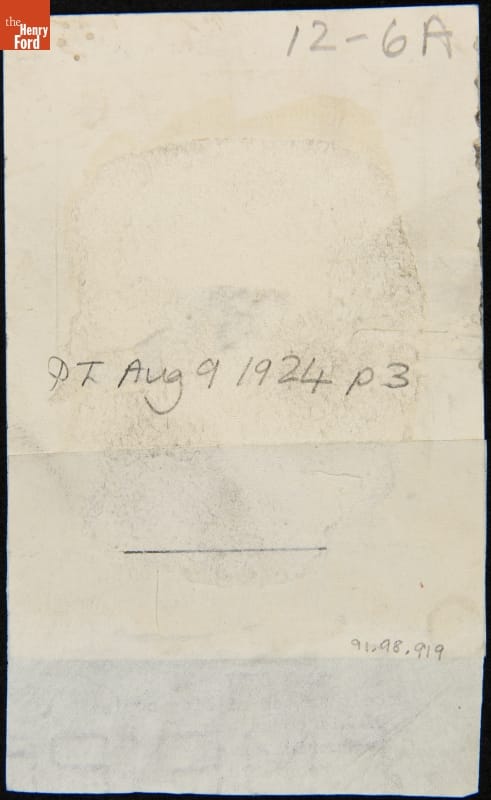 the
Henry
Ford
12-6A
DI Aug 9 1924 p3
91.98.919